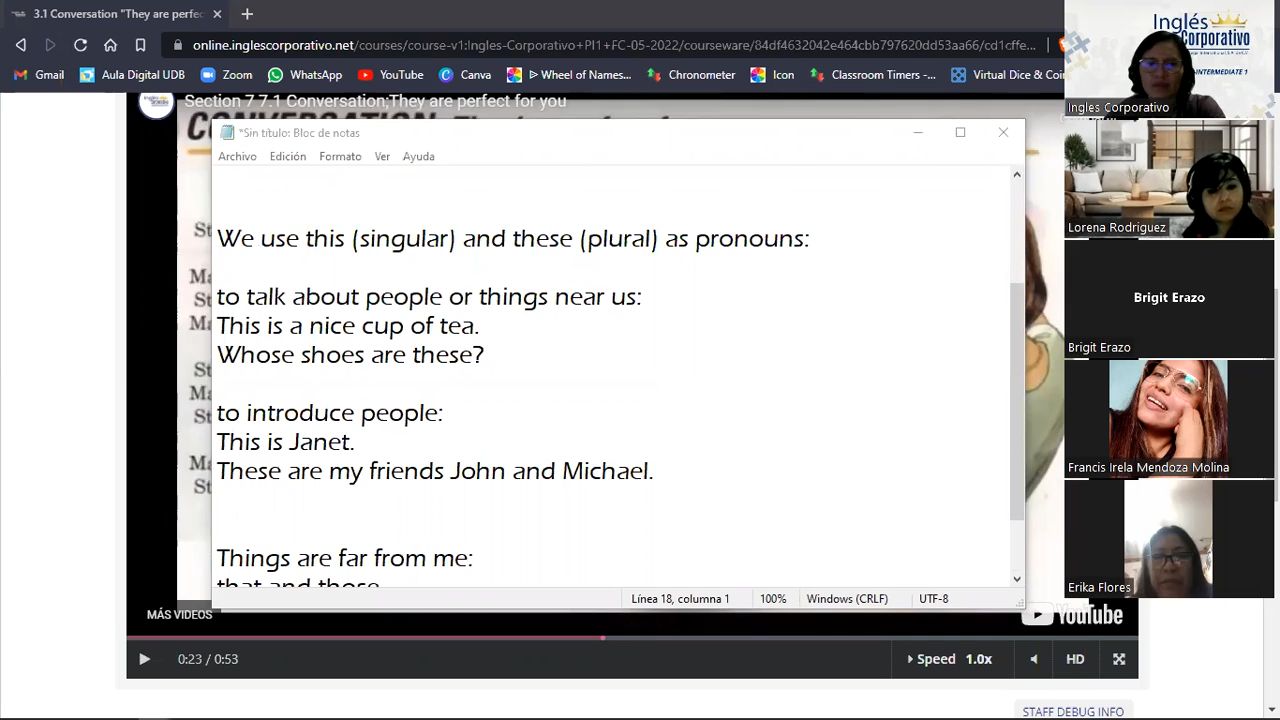 3.1 Conversation "They are perfec
online.inglescorporativo.net/courses/course-v1:Ingles-Corporativo+PI1+FC-05-2022/courseware/84df4632042e464cbb79762b1d53aa66/cd1cffe...
Gmail
Aula Digital UDB
Zoom
WhatsApp
YouTube
Canva
Wheel of Names...
Chronometer
Classroom Timers -...
Virtual Dice & Coi
Section 7 7.1 Conversation;They are perfect for you
*Sin título: Bloc de notas
Archivo Edición Formato Ver Ayuda
We use this (singular) and these (plural) as pronouns:
to talk about people or things near us:
This is a nice cup of tea.
Whose shoes are these?
to introduce people:
This is Janet.
These are my friends John and Michael.
Things are far from me:
that and those
Línea 18, columna 1 100% Windows (CRLF) UTF-8
MÁS VIDEOS
YouTube
0:23 / 0:53
Speed 1.0x
HD
STAFF DEBUG INFO
Inglés
Corporativo
INTERMEDIATE 1
Ingles Corporativo
Lorena Rodriguez
Brigit Erazo
Brigit Erazo
Francis Irela Mendoza Molina
Erika Flores